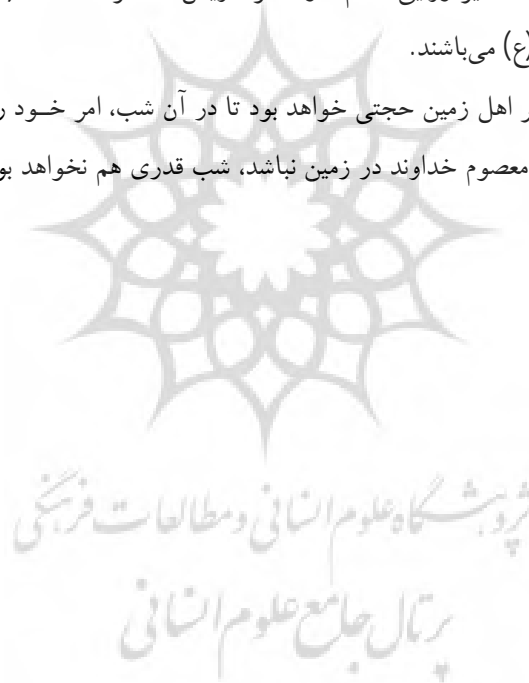 (ع) می‌باشند.
ر اهل زمین حجتی خواهد بود تا در آن شب، امر خـود ر
معصوم خداوند در زمین نباشد، شب قدری هم نخواهد بو
پژوهشگاه علوم انسانی و مطالعات فرهنگی
پرتال جامع علوم انسانی